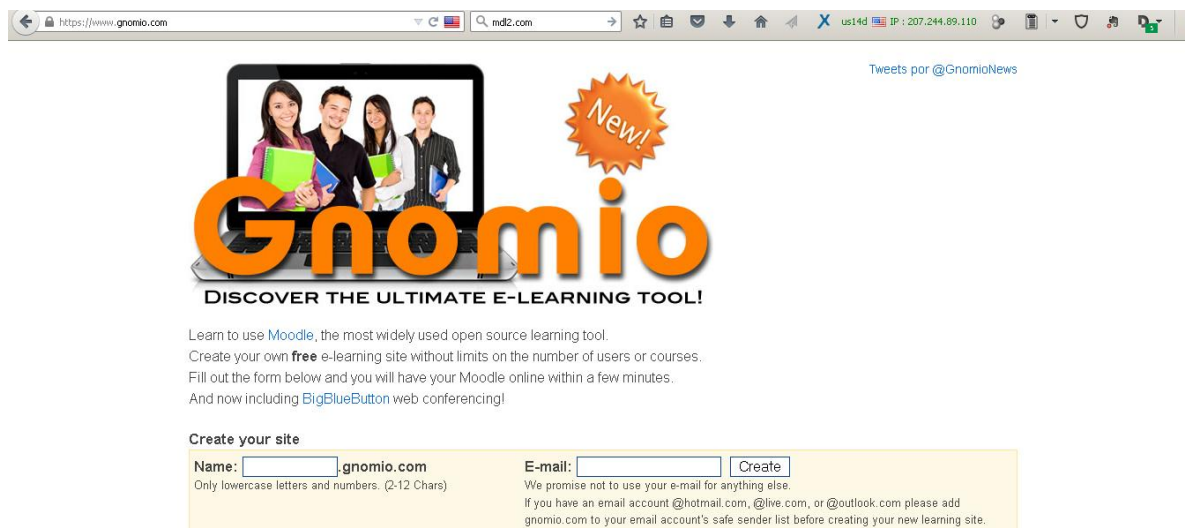 https://www.gnomio.com
mdl2.com
us14d IP : 207.244.89.110
Tweets por @GnomioNews
New!
Gnomio
DISCOVER THE ULTIMATE E-LEARNING TOOL!
Learn to use Moodle, the most widely used open source learning tool.
Create your own free e-learning site without limits on the number of users or courses.
Fill out the form below and you will have your Moodle online within a few minutes.
And now including BigBlueButton web conferencing!
Create your site
Name: .gnomio.com
Only lowercase letters and numbers. (2-12 Chars)
E-mail: Create
We promise not to use your e-mail for anything else.
If you have an email account @hotmail.com, @live.com, or @outlook.com please add
gnomio.com to your email account's safe sender list before creating your new learning site.